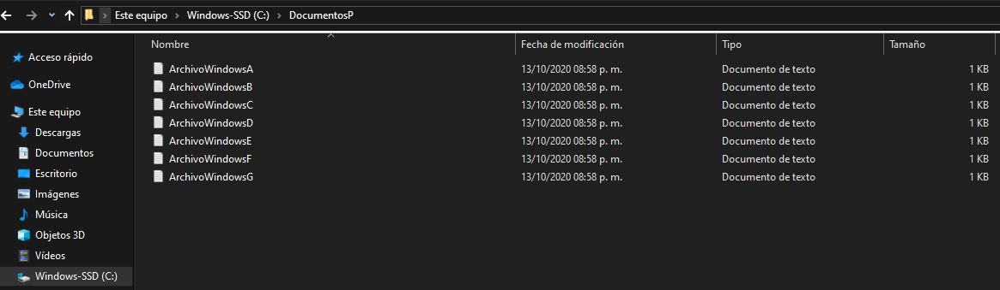 Este equipo > Windows-SSD (C:) > DocumentosP
Nombre Fecha de modificación Tipo Tamaño
Acceso rápido
OneDrive
Este equipo
Descargas
Documentos
Escritorio
Imágenes
Música
Objetos 3D
Vídeos
Windows-SSD (C:)
ArchivoWindowsA 13/10/2020 08:58 p. m. Documento de texto 1 KB
ArchivoWindowsB 13/10/2020 08:58 p. m. Documento de texto 1 KB
ArchivoWindowsC 13/10/2020 08:58 p. m. Documento de texto 1 KB
ArchivoWindowsD 13/10/2020 08:58 p. m. Documento de texto 1 KB
ArchivoWindowsE 13/10/2020 08:58 p. m. Documento de texto 1 KB
ArchivoWindowsF 13/10/2020 08:58 p. m. Documento de texto 1 KB
ArchivoWindowsG 13/10/2020 08:58 p. m. Documento de texto 1 KB